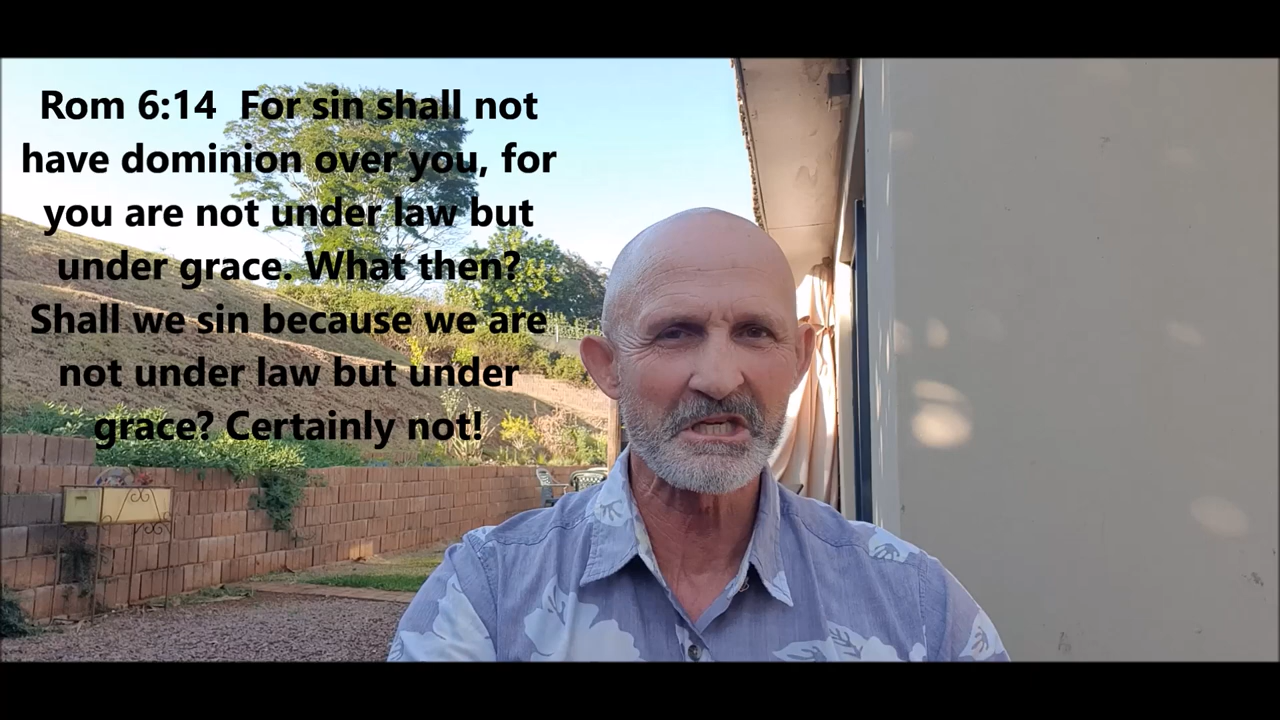 Rom 6:14  For sin shall not
have dominion over you, for
you are not under law but
under grace. What then?
Shall we sin because we are
not under law but under
grace? Certainly not!